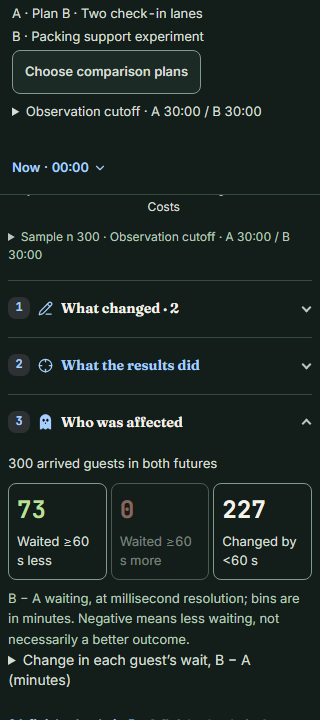 A · Plan B · Two check-in lanes
B · Packing support experiment
Choose comparison plans
▶ Observation cutoff · A 30:00 / B 30:00
Now · 00:00
Costs
▶ Sample n 300 · Observation cutoff · A 30:00 / B
30:00
1 What changed · 2
2 What the results did
3 Who was affected
300 arrived guests in both futures
73 0 227
Waited ≥60 Waited ≥60 Changed by
s less s more <60 s
B − A waiting, at millisecond resolution; bins are
in minutes. Negative means less waiting, not
necessarily a better outcome.
▶ Change in each guest's wait, B − A
(minutes)